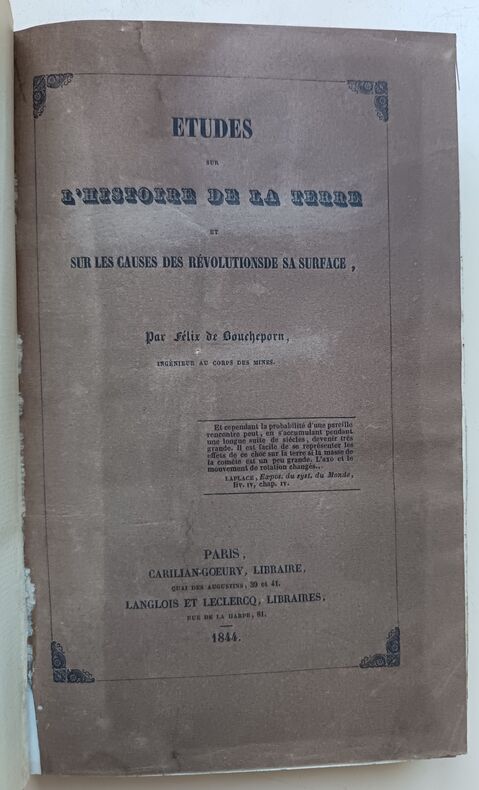 ETUDES
SUR
L'HISTOIRE DE LA TERRE
ET
SUR LES CAUSES DES RÉVOLUTIONSDE SA SURFACE,
Par Félix de Boucheporn,
INGÉNIEUR AU CORPS DES MINES.
Et cependant la probabilité d'une pareille
rencontre peut, en s'accumulant pendant
une longue suite de siècles, devenir très
grande. Il est facile de se représenter les
effets de ce choc sur la terre si la masse de
la comète est un peu grande. L'axe et le
mouvement de rotation changés...
LAPLACE, Expos. du syst. du Monde,
liv. IV, chap. IV.
PARIS,
CARILIAN-GŒURY, LIBRAIRE,
QUAI DES AUGUSTINS, 39 et 41.
LANGLOIS ET LECLERCQ, LIBRAIRES,
RUE DE LA HARPE, 81.
1844.